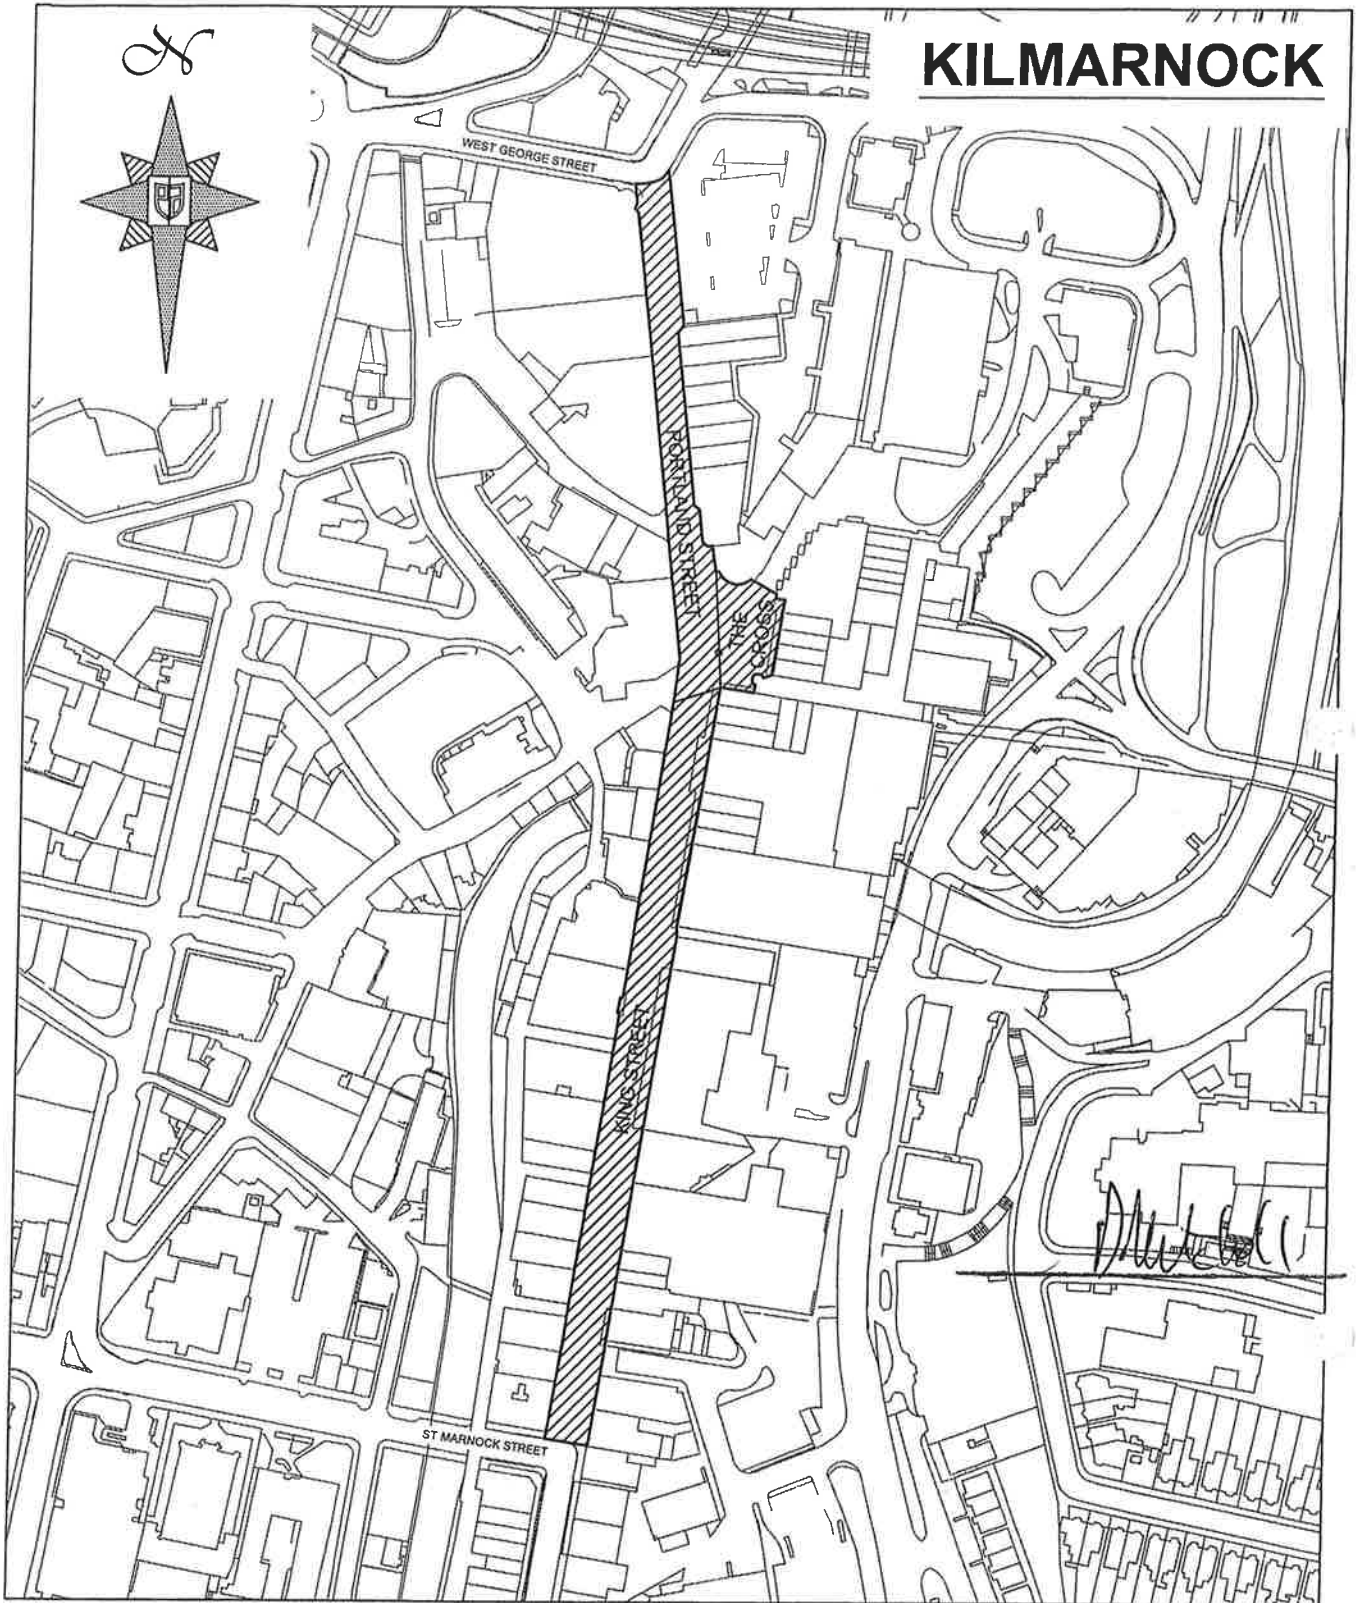 N
KILMARNOCK
WEST GEORGE STREET
PORTLAND STREET
THE
CROSS
KING STREET
ST MARNOCK STREET